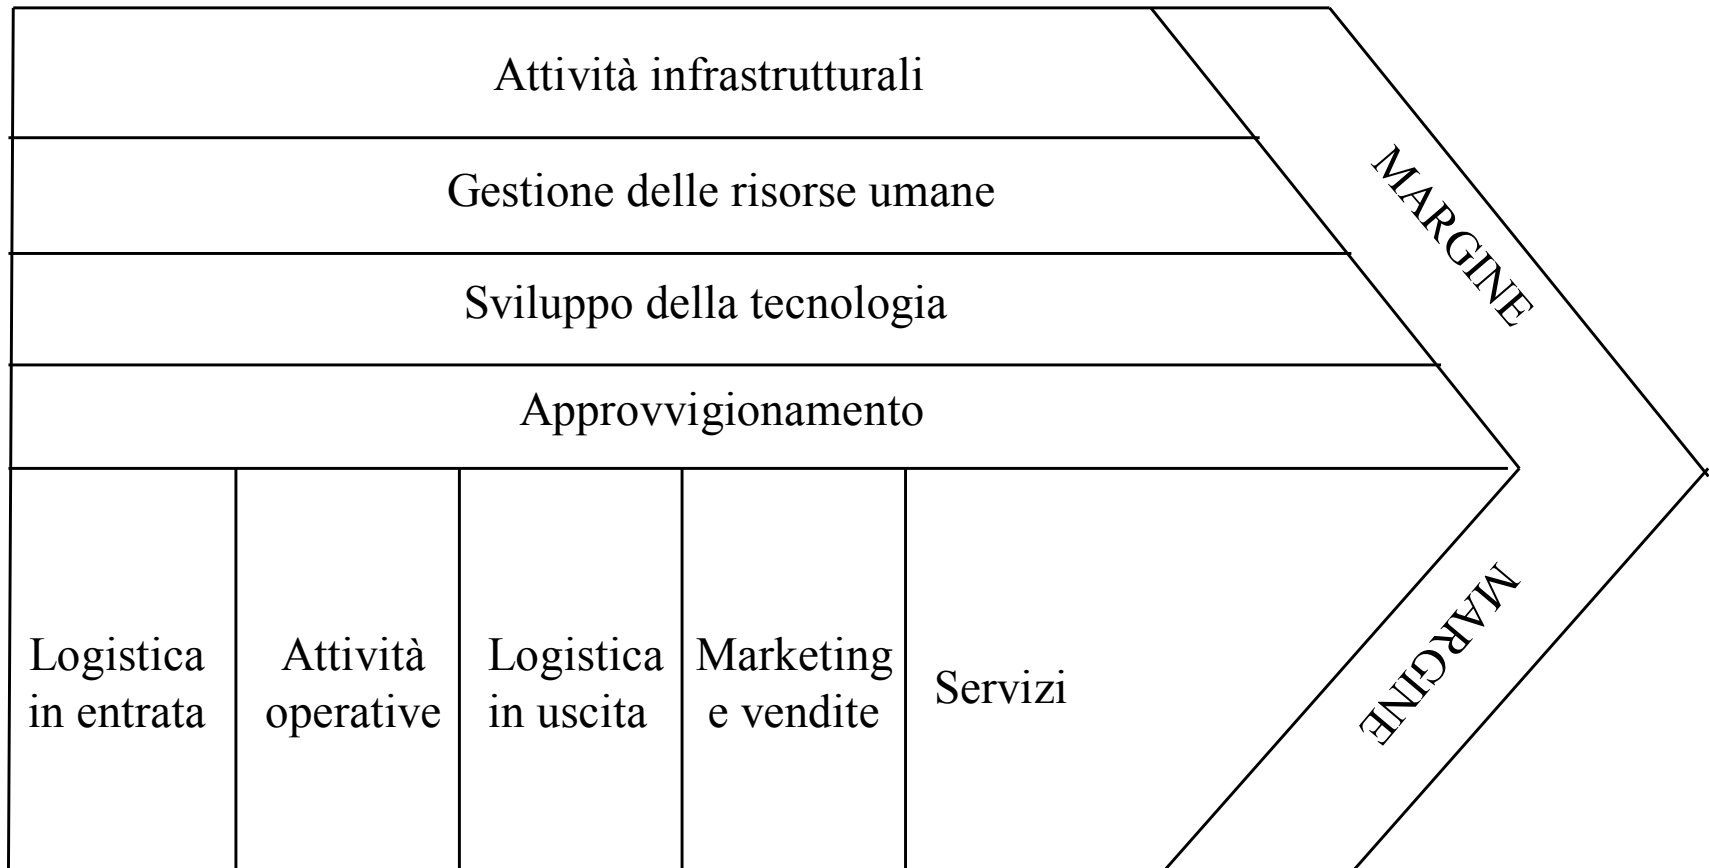 Attività infrastrutturali
Gestione delle risorse umane
Sviluppo della tecnologia
Approvvigionamento
MARGINE
Logistica
in entrata
Attività
operative
Logistica
in uscita
Marketing
e vendite
Servizi
MARGINE